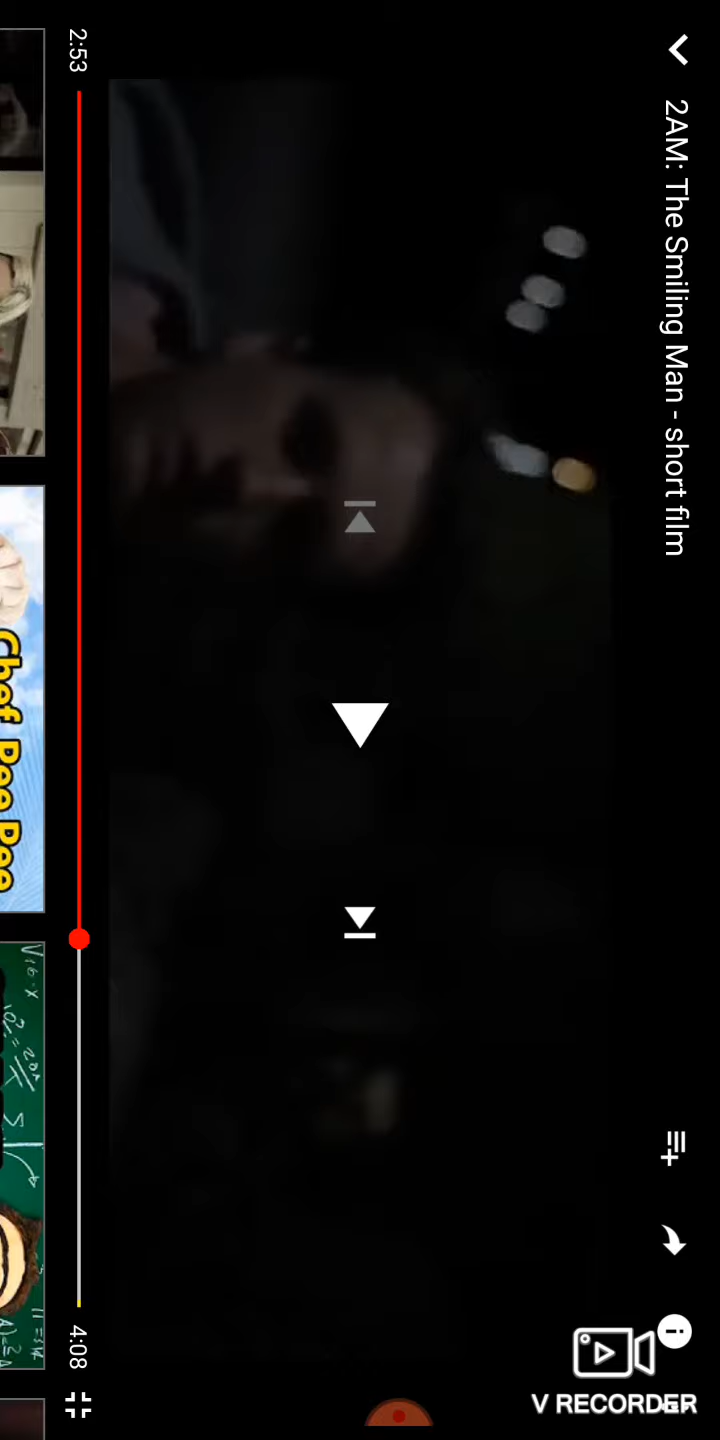 2AM: The Smiling Man - short film
2:53
4:08
Chef Pee Pee
V RECORDER